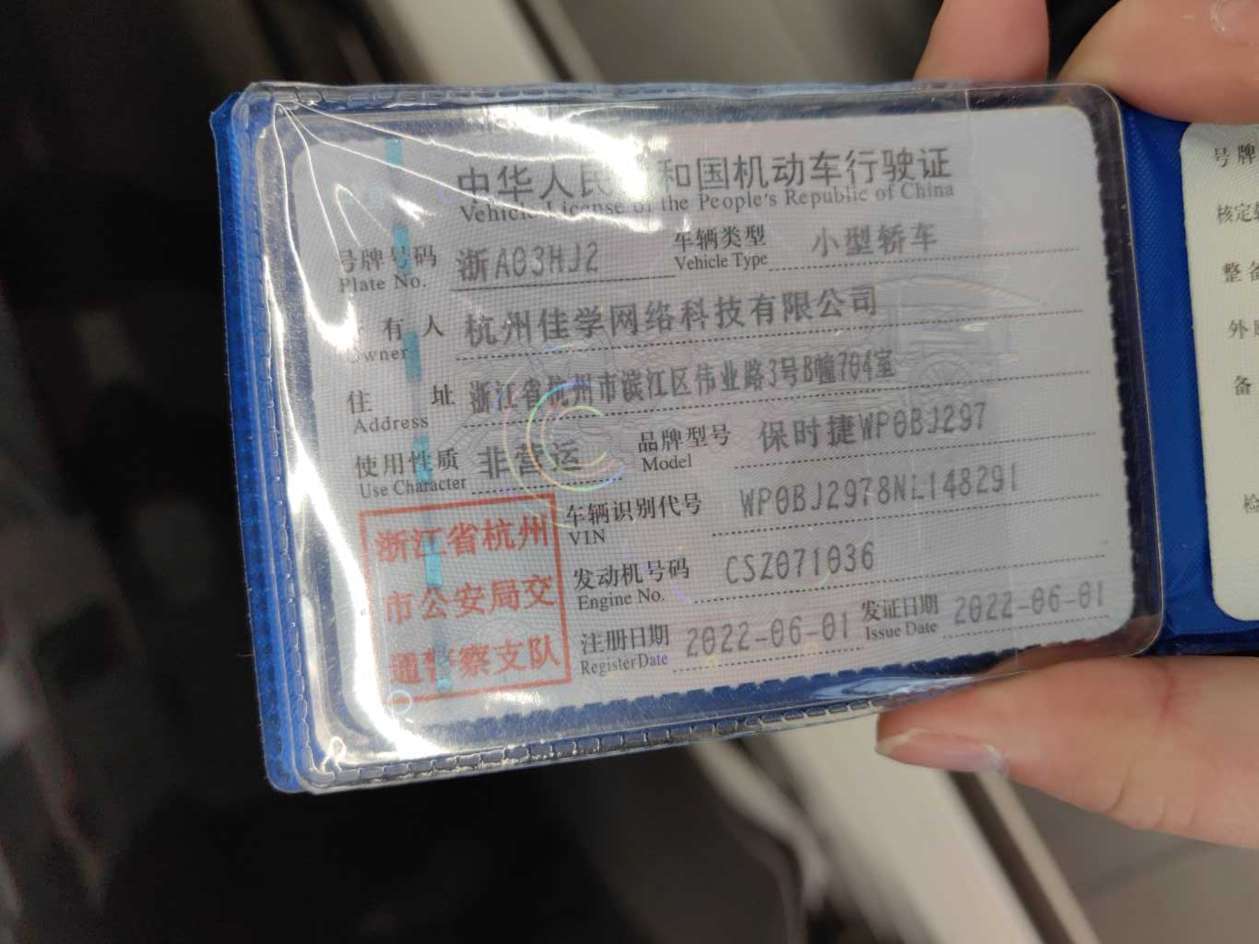 中华人民 和国机动车行驶证
Vehicle License of the People's Republic of China
号牌号码 浙A03HJ2 车辆类型 小型轿车
Plate No. Vehicle Type
有人 杭州佳学网络科技有限公司
Owner
住址 浙江省杭州市滨江区伟业路3号B幢704室
Address
使用性质 非营运 品牌型号 保时捷WP0BJ297
Use Character Model
车辆识别代号 WP0BJ2978NL148291
VIN
发动机号码 CSZ071036
Engine No.
注册日期 2022-06-01 发证日期 2022-06-01
Register Date Issue Date
浙江省杭州
市公安局交
通警察支队
号牌
核定
整备
外
备
检